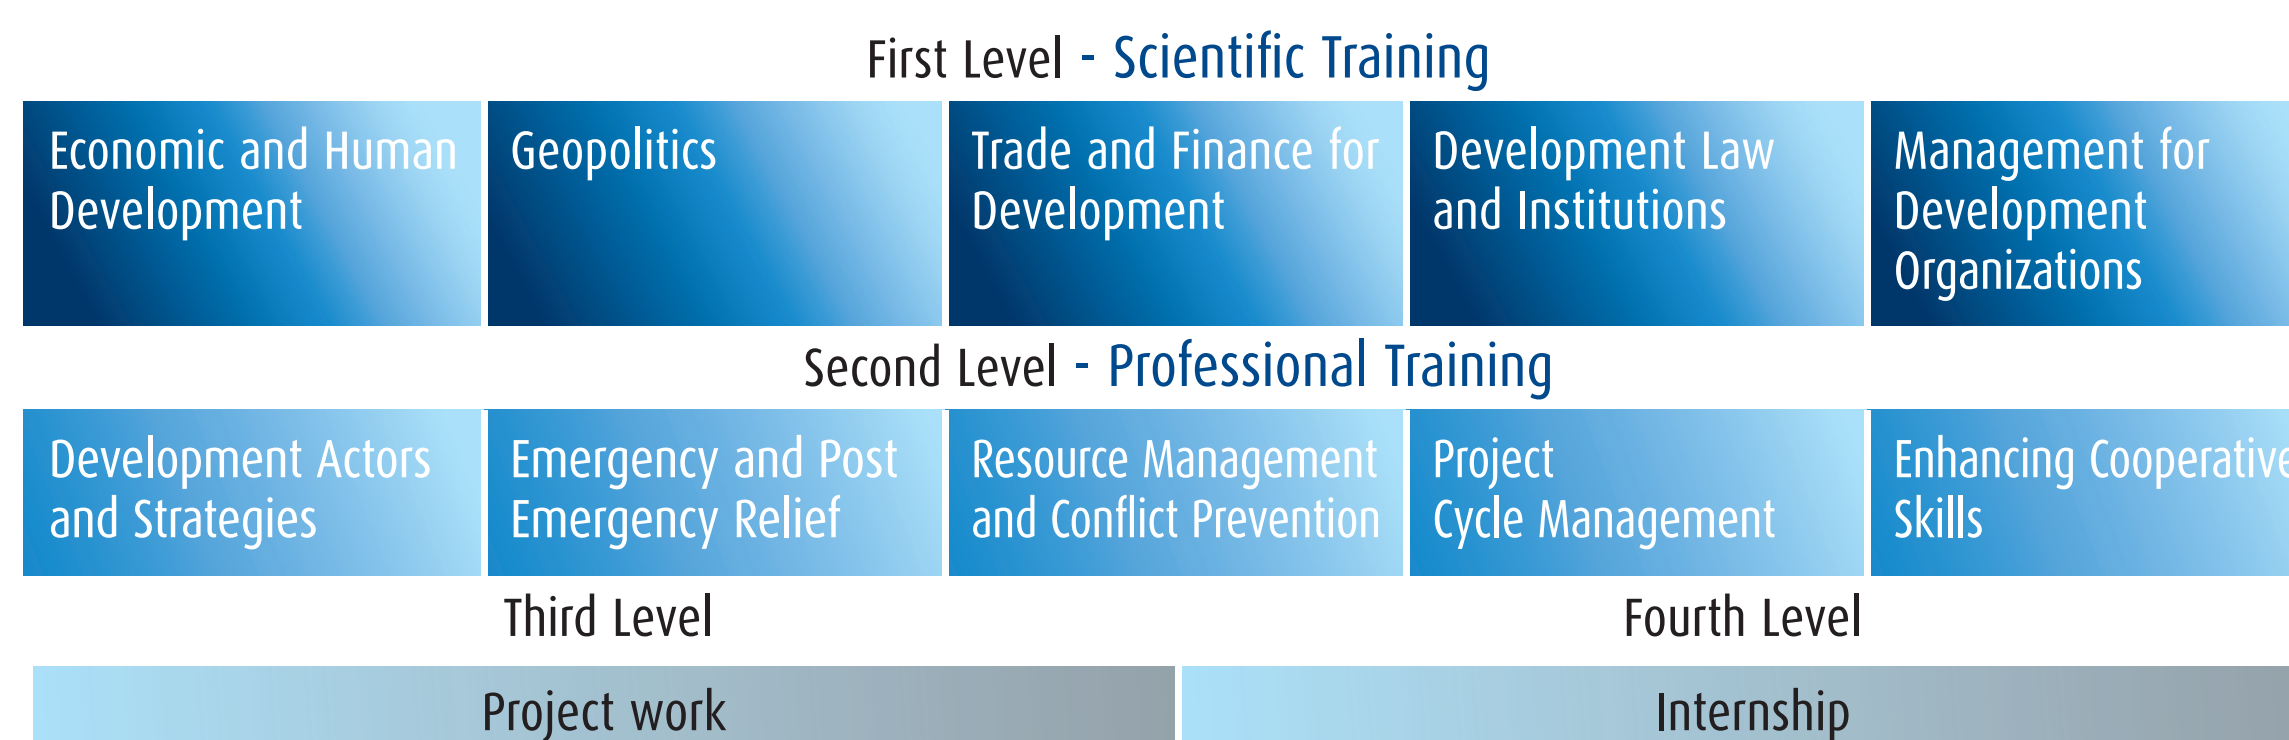 First Level - Scientific Training
Economic and Human
Development
Geopolitics
Trade and Finance for
Development
Development Law
and Institutions
Management for
Development
Organizations
Second Level - Professional Training
Development Actors
and Strategies
Emergency and Post
Emergency Relief
Resource Management
and Conflict Prevention
Project
Cycle Management
Enhancing Cooperative
Skills
Third Level
Fourth Level
Project work
Internship